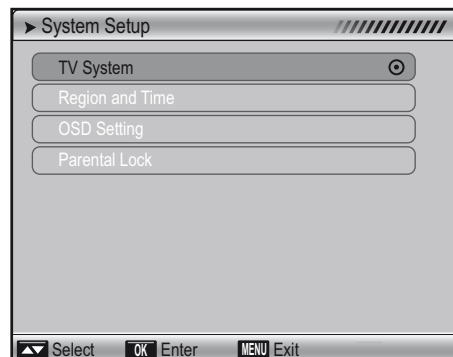 System Setup
TV System
Region and Time
OSD Setting
Parental Lock
Select OK Enter MENU Exit